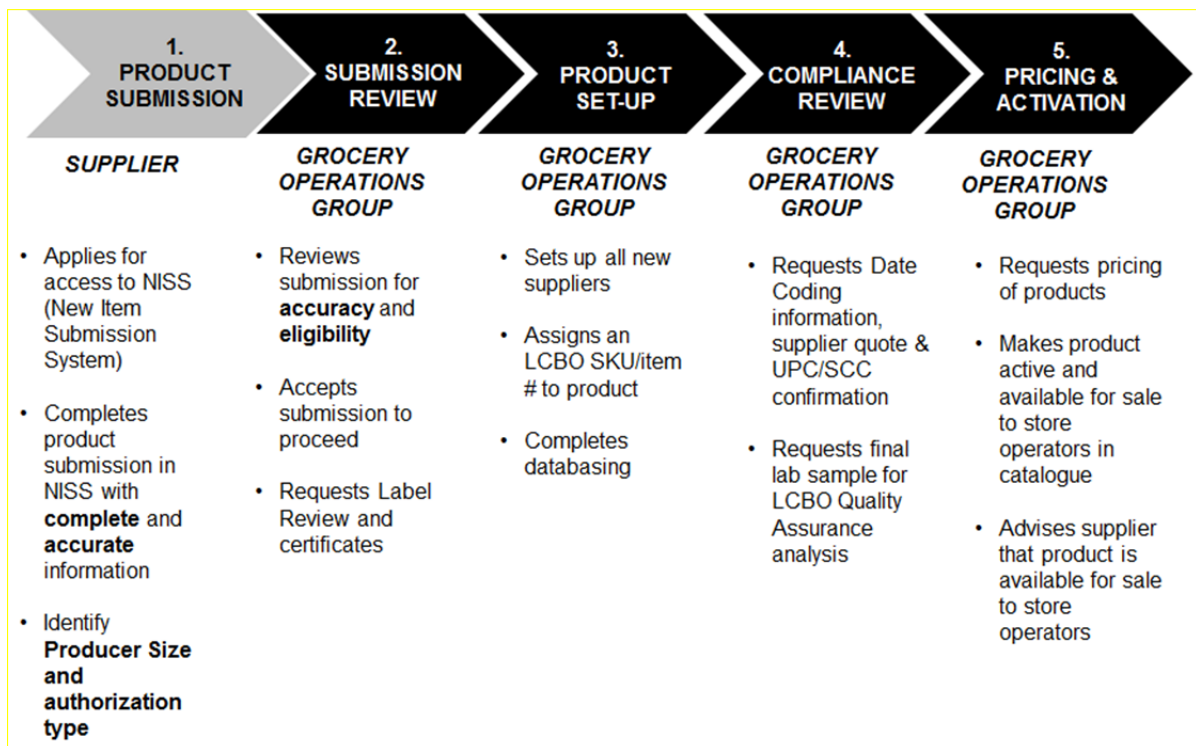 1.
PRODUCT
SUBMISSION
2.
SUBMISSION
REVIEW
3.
PRODUCT
SET-UP
4.
COMPLIANCE
REVIEW
5.
PRICING &
ACTIVATION
SUPPLIER
• Applies for
access to NISS
(New Item
Submission
System)
• Completes
product
submission in
NISS with
complete and
accurate
information
• Identify
Producer Size
and
authorization
type
GROCERY
OPERATIONS
GROUP
• Reviews
submission for
accuracy and
eligibility
• Accepts
submission to
proceed
• Requests Label
Review and
certificates
GROCERY
OPERATIONS
GROUP
• Sets up all new
suppliers
• Assigns an
LCBO SKU/item
# to product
• Completes
databasing
GROCERY
OPERATIONS
GROUP
• Requests Date
Coding
information,
supplier quote &
UPC/SCC
confirmation
• Requests final
lab sample for
LCBO Quality
Assurance
analysis
GROCERY
OPERATIONS
GROUP
• Requests pricing
of products
• Makes product
active and
available for sale
to store
operators in
catalogue
• Advises supplier
that product is
available for sale
to store
operators